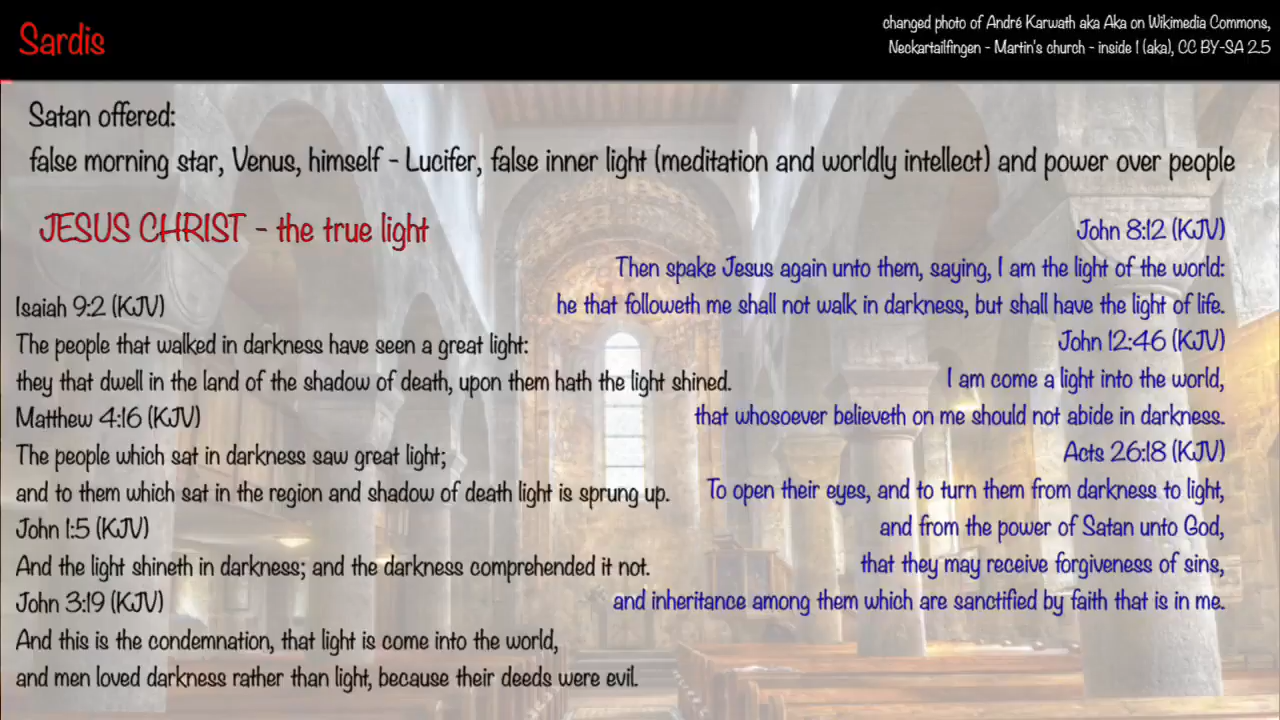 Sardis
changed photo of André Karwath aka Aka on Wikimedia Commons,
Neckartailfingen - Martin's church - inside 1 (aka), CC BY-SA 2.5
Satan offered:
false morning star, Venus, himself - Lucifer, false inner light (meditation and worldly intellect) and power over people
JESUS CHRIST - the true light
Isaiah 9:2 (KJV)
The people that walked in darkness have seen a great light:
they that dwell in the land of the shadow of death, upon them hath the light shined.
Matthew 4:16 (KJV)
The people which sat in darkness saw great light;
and to them which sat in the region and shadow of death light is sprung up.
John 1:5 (KJV)
And the light shineth in darkness; and the darkness comprehended it not.
John 3:19 (KJV)
And this is the condemnation, that light is come into the world,
and men loved darkness rather than light, because their deeds were evil.
John 8:12 (KJV)
Then spake Jesus again unto them, saying, I am the light of the world:
he that followeth me shall not walk in darkness, but shall have the light of life.
John 12:46 (KJV)
I am come a light into the world,
that whosoever believeth on me should not abide in darkness.
Acts 26:18 (KJV)
To open their eyes, and to turn them from darkness to light,
and from the power of Satan unto God,
that they may receive forgiveness of sins,
and inheritance among them which are sanctified by faith that is in me.